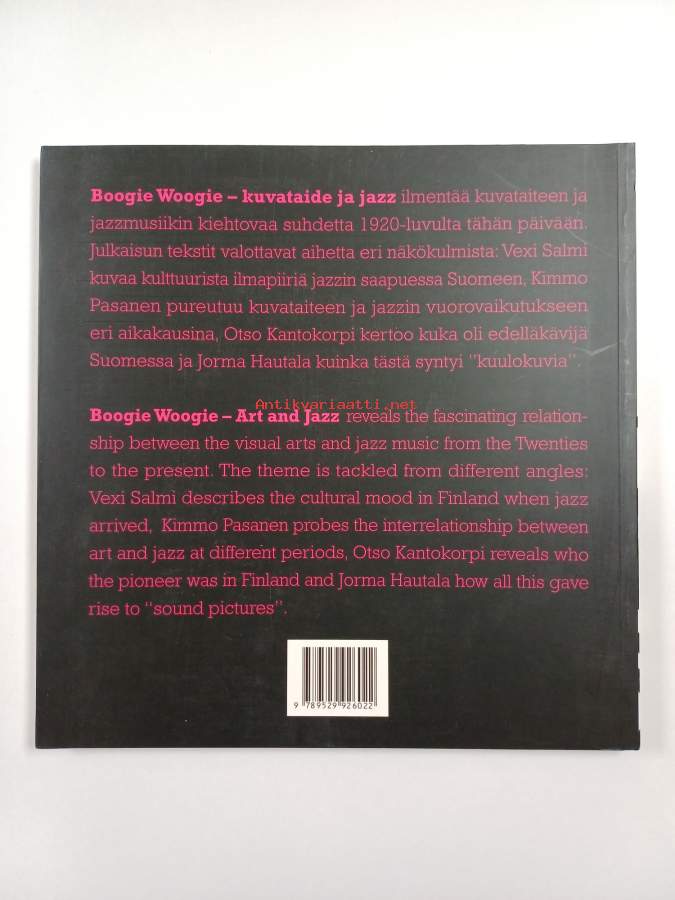 Boogie Woogie – kuvataide ja jazz ilmentää kuvataiteen ja
jazzmusiikin kiehtovaa suhdetta 1920-luvulta tähän päivään.
Julkaisun tekstit valottavat aihetta eri näkökulmista: Vexi Salmi
kuvaa kulttuurista ilmapiiriä jazzin saapuessa Suomeen, Kimmo
Pasanen pureutuu kuvataiteen ja jazzin vuorovaikutukseen
eri aikakausina, Otso Kantokorpi kertoo kuka oli edelläkävijä
Suomessa ja Jorma Hautala kuinka tästä syntyi "kuulokuvia".
Antikvariaatti.net
Boogie Woogie – Art and Jazz reveals the fascinating relation-
ship between the visual arts and jazz music from the Twenties
to the present. The theme is tackled from different angles:
Vexi Salmi describes the cultural mood in Finland when jazz
arrived, Kimmo Pasanen probes the interrelationship between
art and jazz at different periods, Otso Kantokorpi reveals who
the pioneer was in Finland and Jorma Hautala how all this gave
rise to "sound pictures".
9 789529 926022